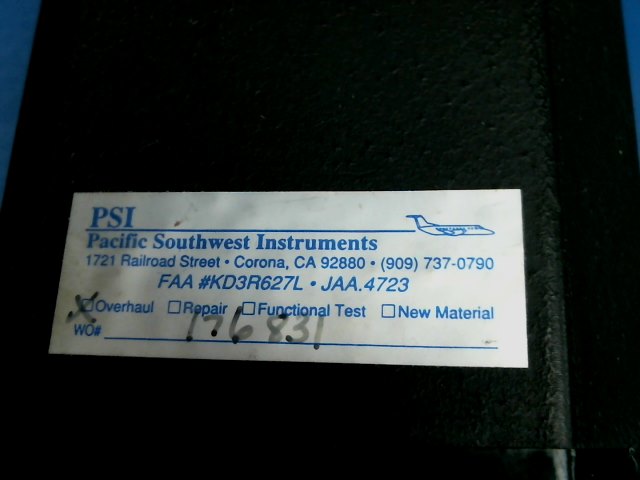 PSI
Pacific Southwest Instruments
1721 Railroad Street • Corona, CA 92880 • (909) 737-0790
FAA #KD3R627L • JAA.4723
X Overhaul ☐ Repair ☐ Functional Test ☐ New Material
WO# 176831